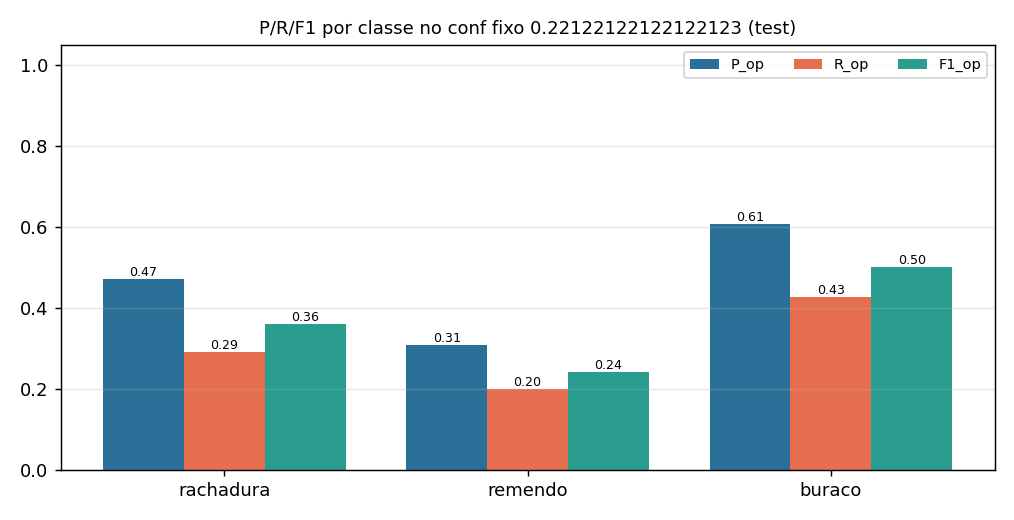 P/R/F1 por classe no conf fixo 0.22122122122122123 (test)
P_op R_op F1_op
1.0
0.8
0.6
0.4
0.2
0.0
0.47 0.29 0.36
0.31 0.20 0.24
0.61 0.43 0.50
rachadura remendo buraco